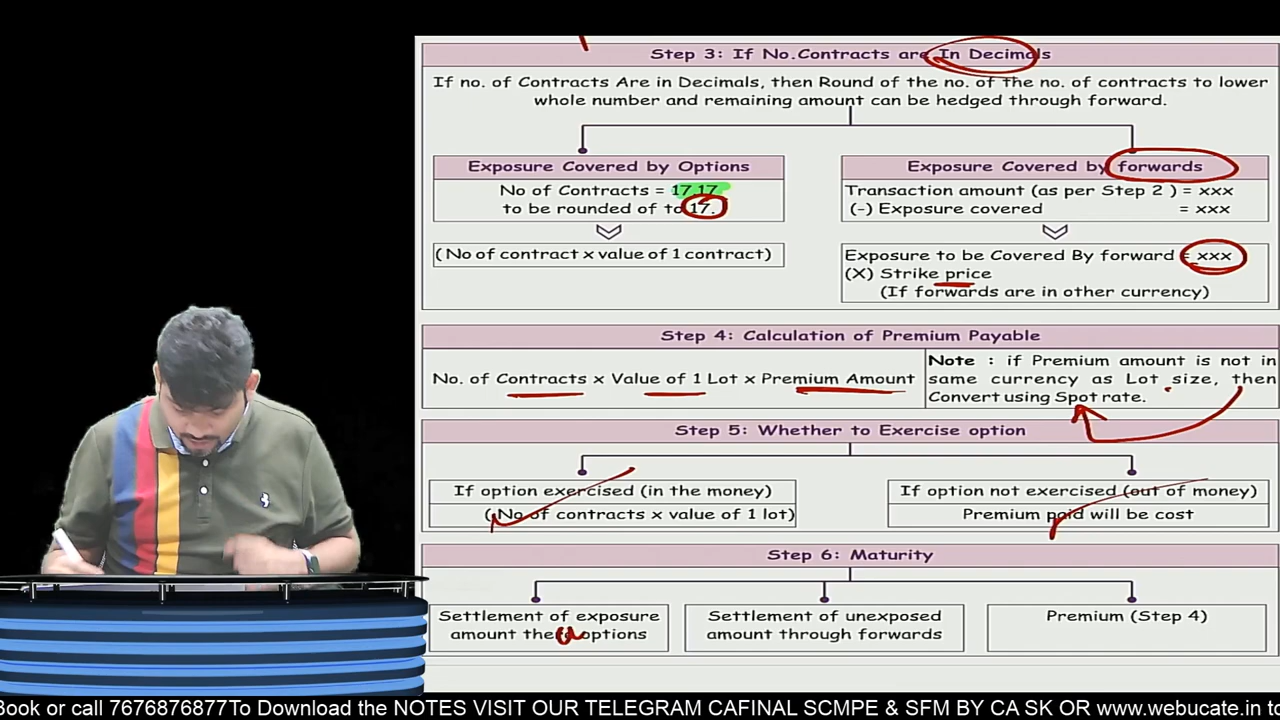 Step 3: If No.Contracts are In Decimals
If no. of Contracts Are in Decimals, then Round of the no. of the no. of contracts to lower
whole number and remaining amount can be hedged through forward.
Exposure Covered by Options
No of Contracts = 17.17
to be rounded of to 17.
(No of contract x value of 1 contract)
Exposure Covered by forwards
Transaction amount (as per Step 2 ) = xxx
(-) Exposure covered = xxx
Exposure to be Covered By forward = xxx
(X) Strike price
(If forwards are in other currency)
Step 4: Calculation of Premium Payable
No. of Contracts x Value of 1 Lot x Premium Amount
Note : if Premium amount is not in
same currency as Lot size, then
Convert using Spot rate.
Step 5: Whether to Exercise option
If option exercised (in the money)
(No of contracts x value of 1 lot)
If option not exercised (out of money)
Premium paid will be cost
Step 6: Maturity
Settlement of exposure
amount options
Settlement of unexposed
amount through forwards
Premium (Step 4)
Book or call 7676876877To Download the NOTES VISIT OUR TELEGRAM CAFINAL SCMPE & SFM BY CA SK OR www.webucate.in to